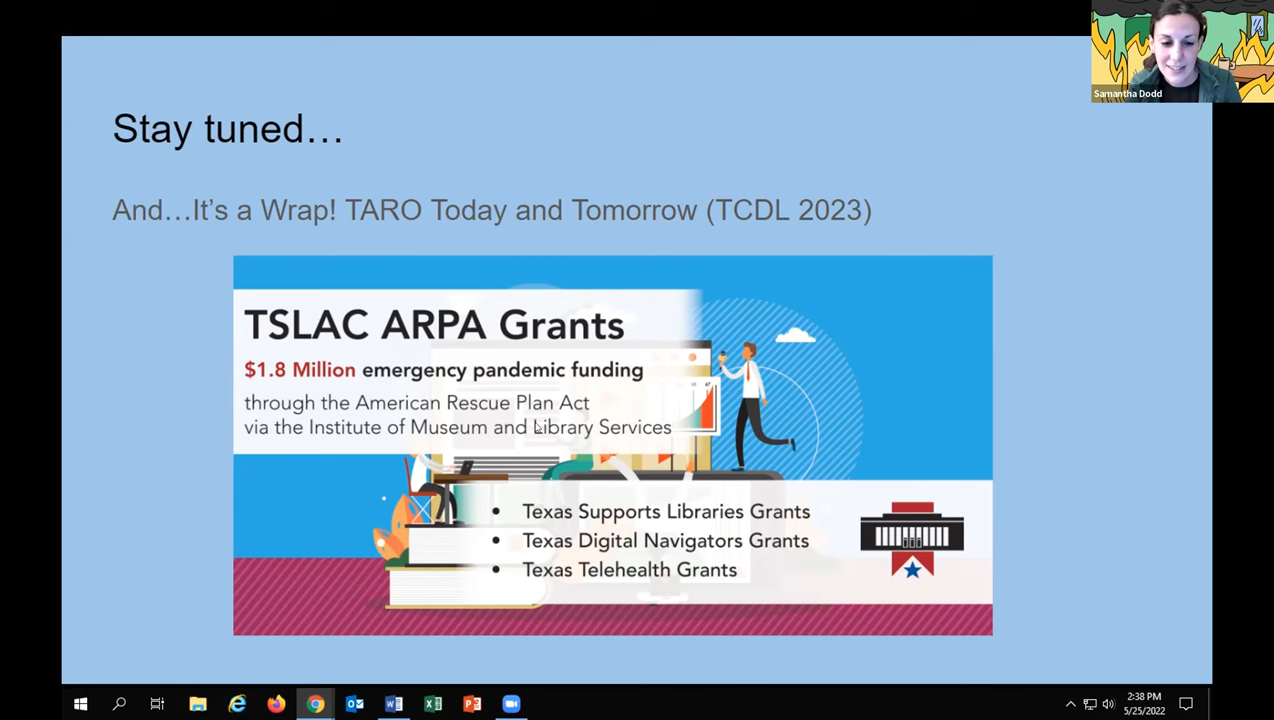 Samantha Dodd
Stay tuned…
And…It's a Wrap! TARO Today and Tomorrow (TCDL 2023)
TSLAC ARPA Grants
$1.8 Million emergency pandemic funding
through the American Rescue Plan Act
via the Institute of Museum and Library Services
• Texas Supports Libraries Grants
• Texas Digital Navigators Grants
• Texas Telehealth Grants
2:38 PM
5/25/2022